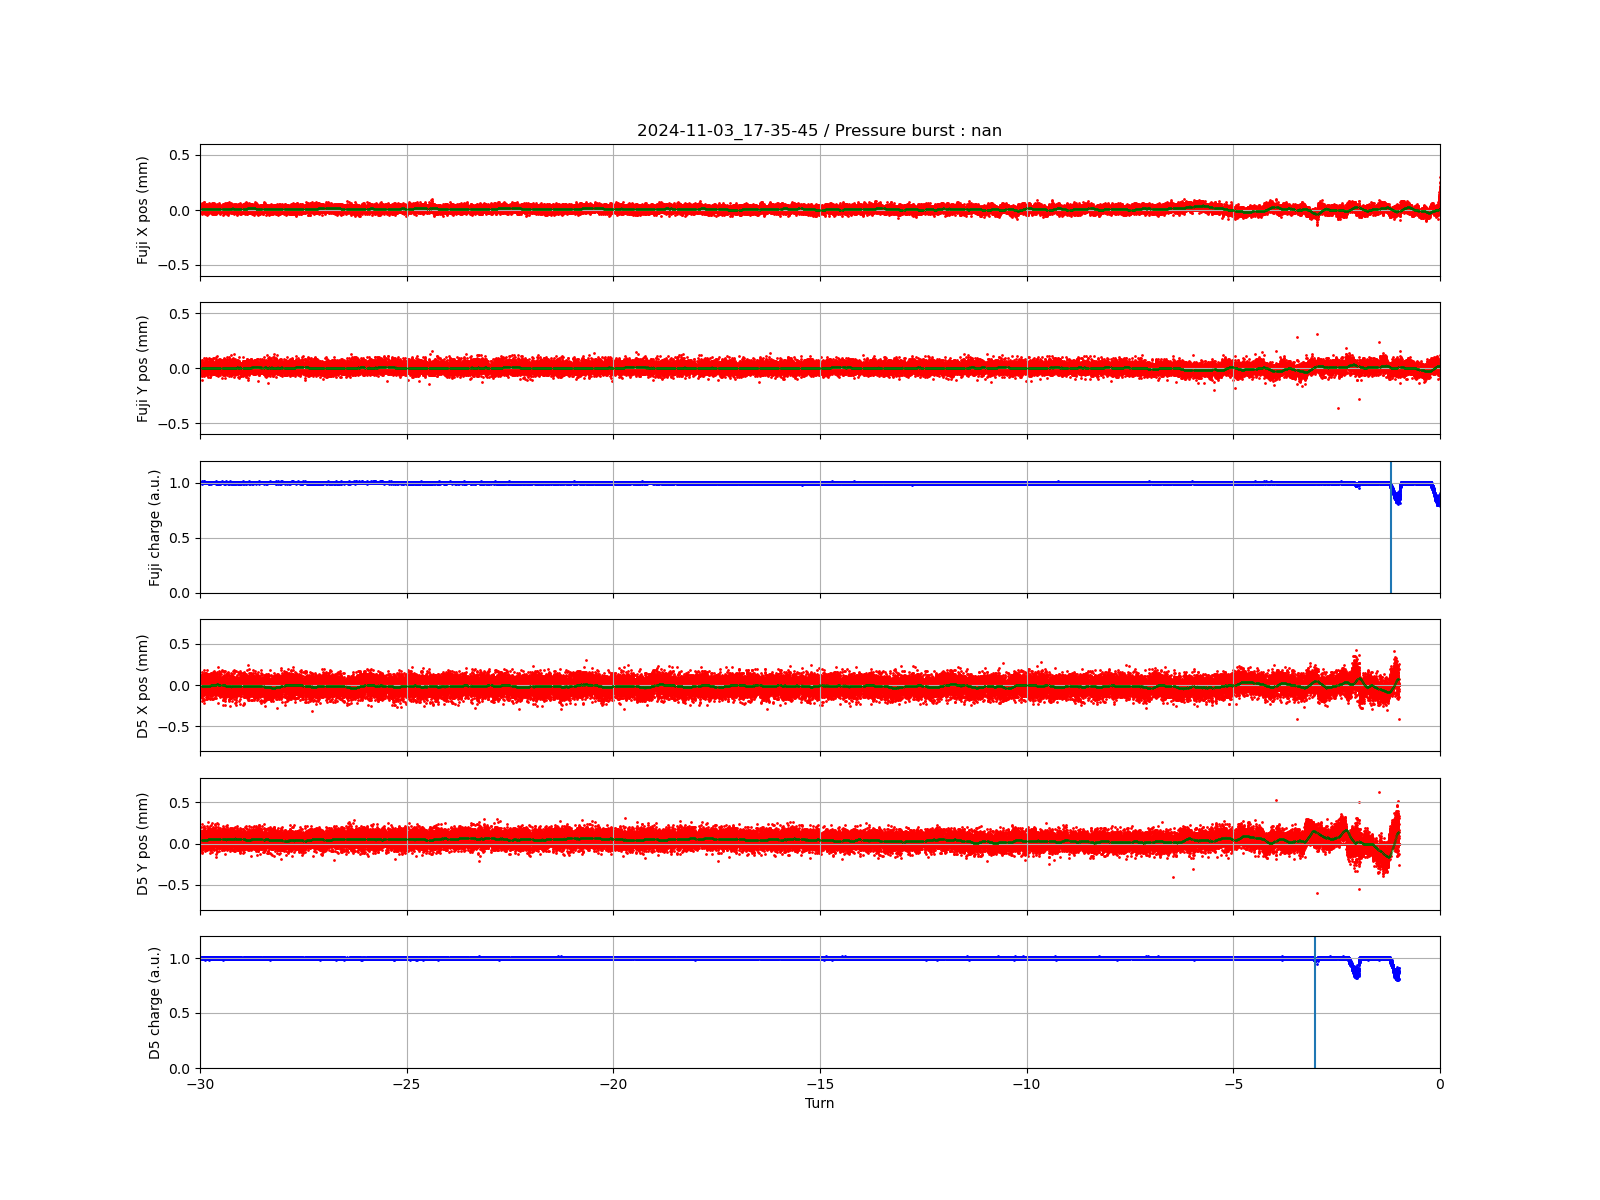 2024-11-03_17-35-45 / Pressure burst : nan
Fuji X pos (mm)
0.5
0.0
−0.5
Fuji Y pos (mm)
0.5
0.0
−0.5
Fuji charge (a.u.)
1.0
0.5
0.0
D5 X pos (mm)
0.5
0.0
−0.5
D5 Y pos (mm)
0.5
0.0
−0.5
D5 charge (a.u.)
1.0
0.5
0.0
−30 −25 −20 −15 −10 −5 0
Turn